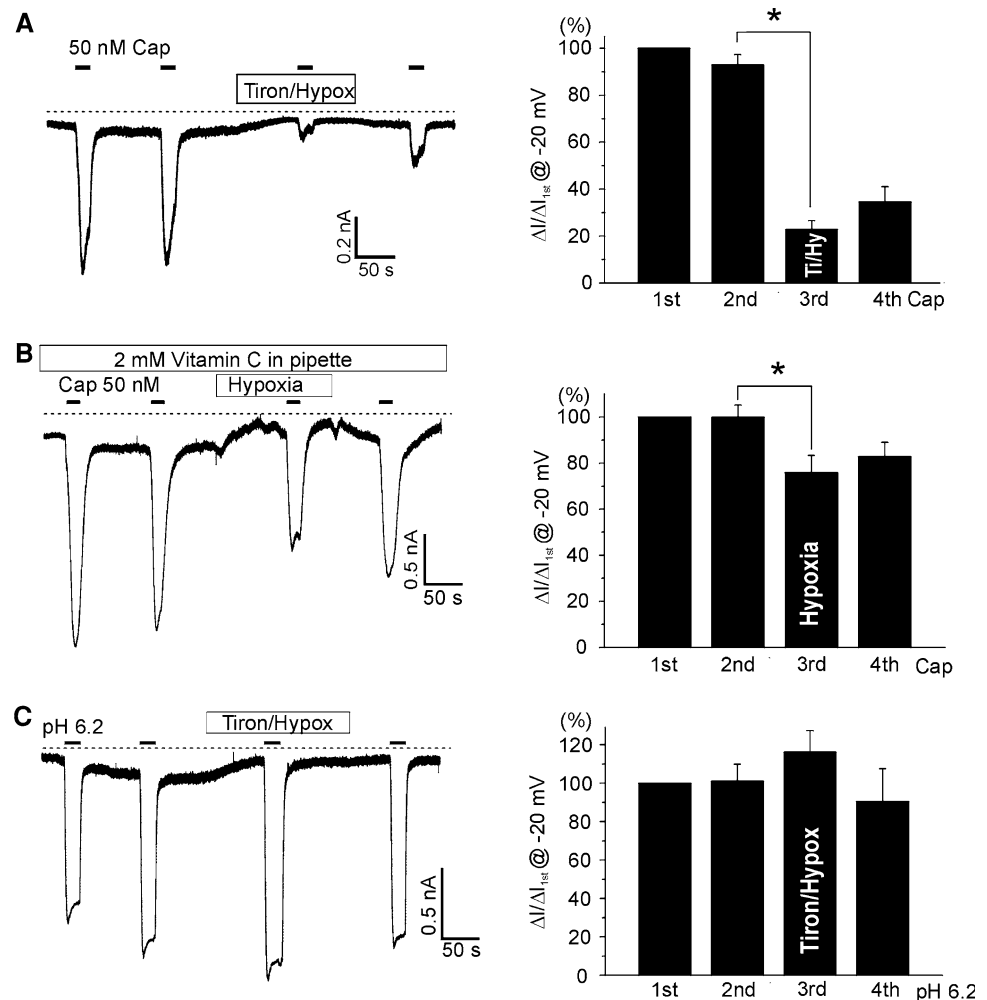 A
50 nM Cap
Tiron/Hypox
0.2 nA
50 s
(%)
100
80
60
40
20
0
ΔI/ΔI1st @ -20 mV
*
Ti/Hy
1st 2nd 3rd 4th Cap
B
2 mM Vitamin C in pipette
Cap 50 nM
Hypoxia
0.5 nA
50 s
(%)
100
80
60
40
20
0
ΔI/ΔI1st @ -20 mV
*
Hypoxia
1st 2nd 3rd 4th Cap
C
pH 6.2
Tiron/Hypox
0.5 nA
50 s
(%)
120
100
80
60
40
20
0
ΔI/ΔI1st @ -20 mV
Tiron/Hypox
1st 2nd 3rd 4th pH 6.2